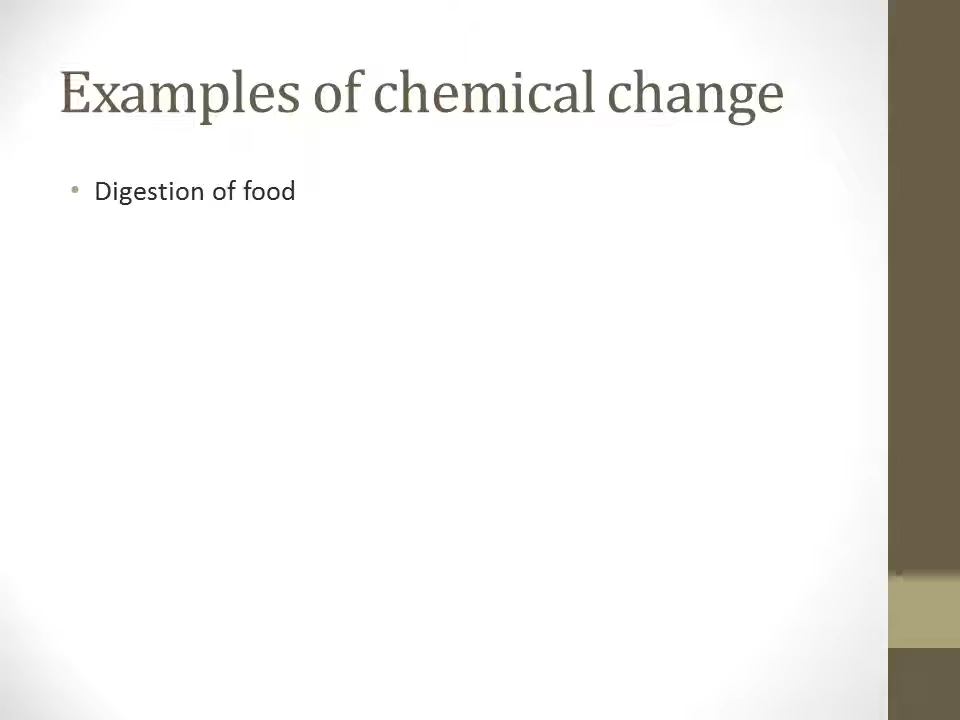 Examples of chemical change
• Digestion of food